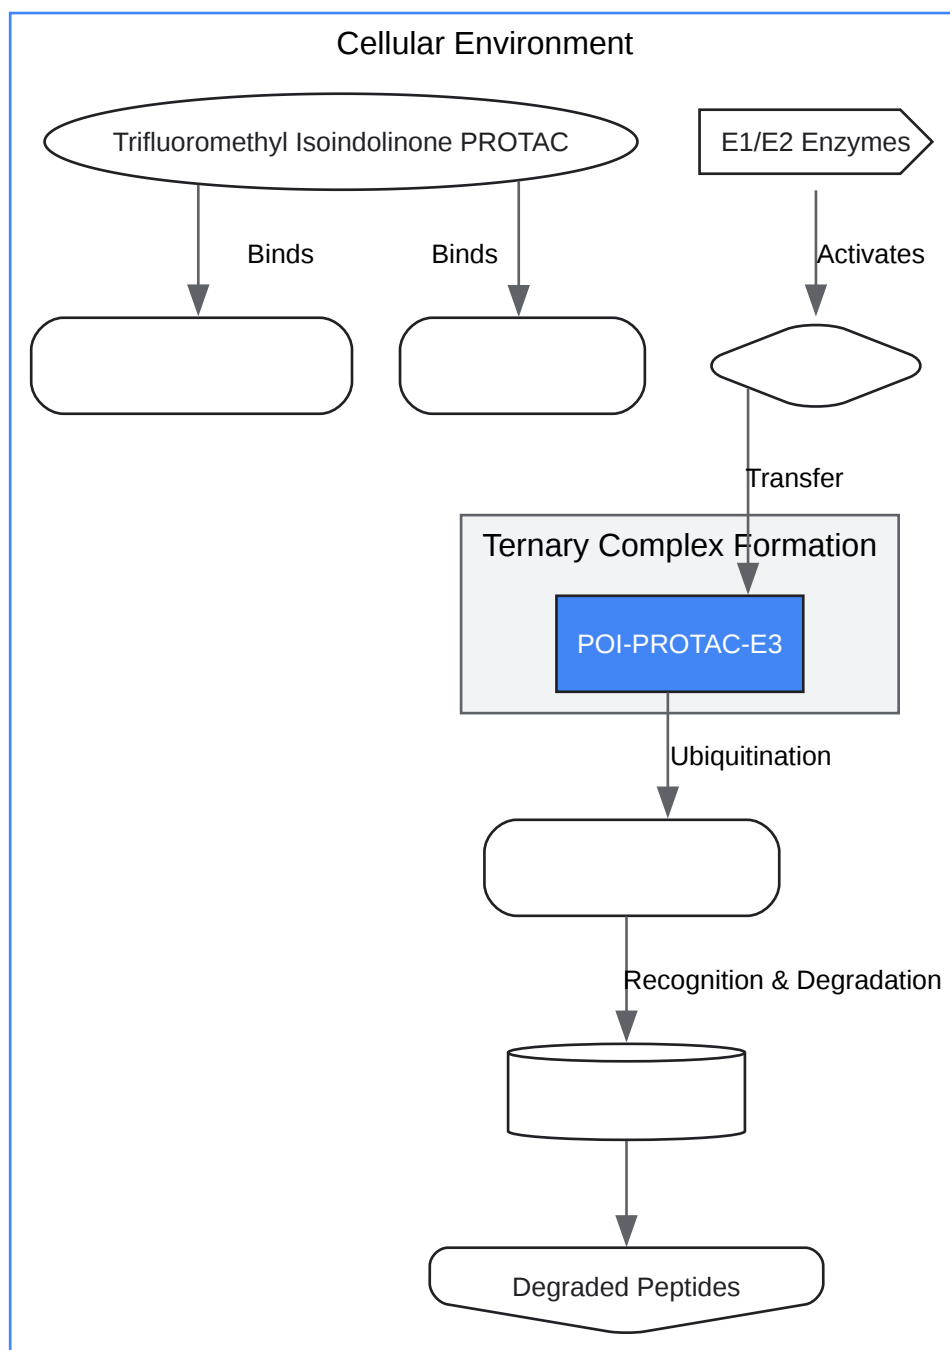 Cellular Environment
Trifluoromethyl Isoindolinone PROTAC
E1/E2 Enzymes
Binds
Binds
Activates
Transfer
Ternary Complex Formation
POI-PROTAC-E3
Ubiquitination
Recognition & Degradation
Degraded Peptides